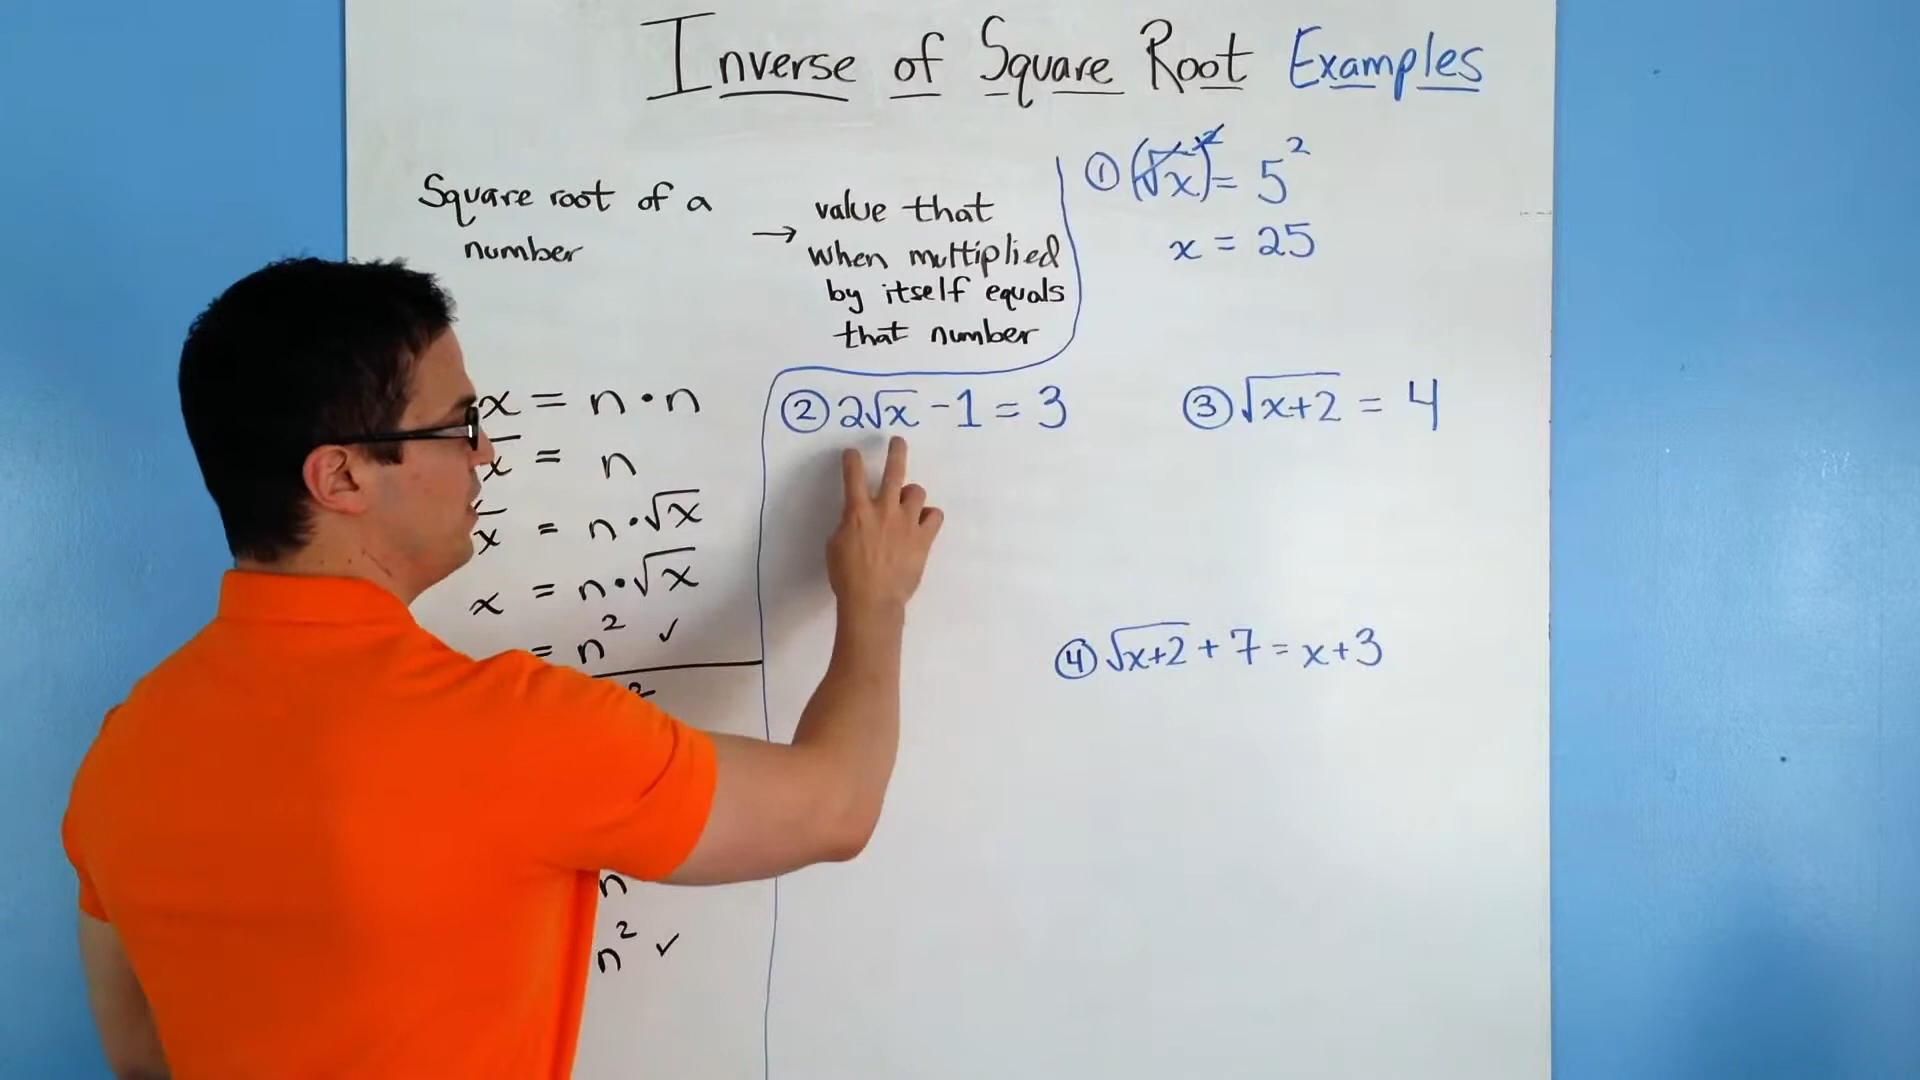 Inverse of Square Root Examples
Square root of a
number
→ value that
when multiplied
by itself equals
that number
① (√x)² = 5²
x = 25
x = n · n
x = n
x = n · √x
x = n · √x
= n² ✓
2
n
n² ✓
② 2√x - 1 = 3
③ √x+2 = 4
④ √x+2 + 7 = x+3